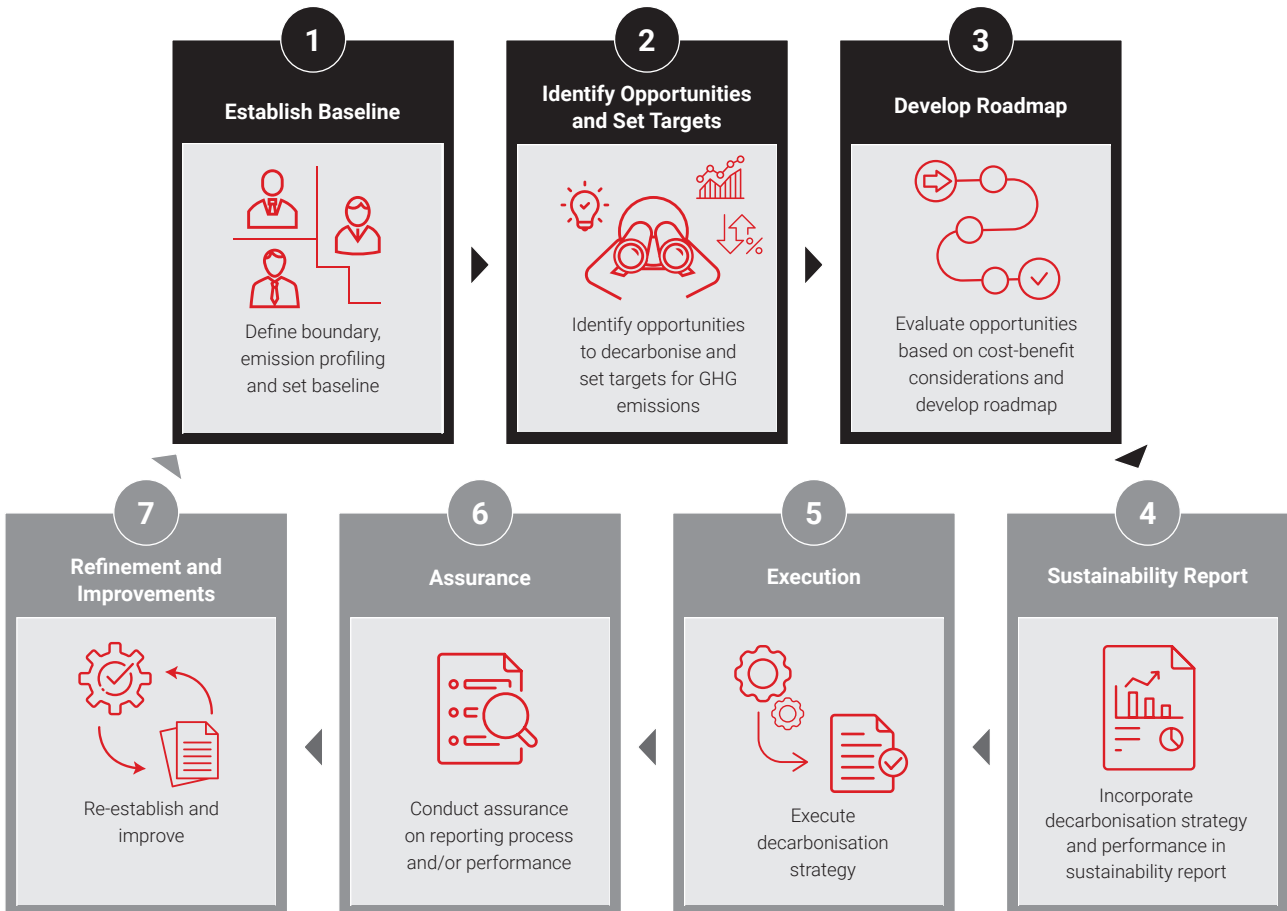 1
Establish Baseline
Define boundary,
emission profiling
and set baseline
2
Identify Opportunities
and Set Targets
%
Identify opportunities
to decarbonise and
set targets for GHG
emissions
3
Develop Roadmap
Evaluate opportunities
based on cost-benefit
considerations and
develop roadmap
4
Sustainability Report
Incorporate
decarbonisation strategy
and performance in
sustainability report
5
Execution
Execute
decarbonisation
strategy
6
Assurance
Conduct assurance
on reporting process
and/or performance
7
Refinement and
Improvements
Re-establish and
improve